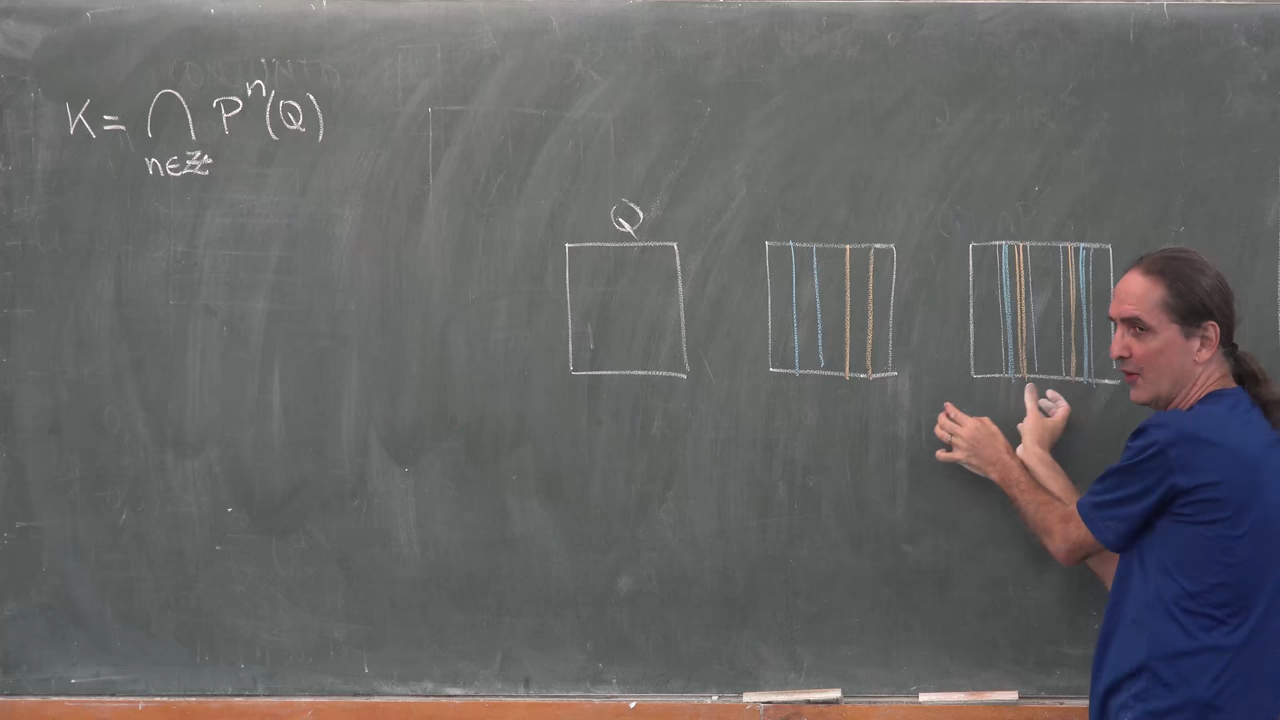 K = ⋂ Pⁿ(Q)
n∈ℤ
Q